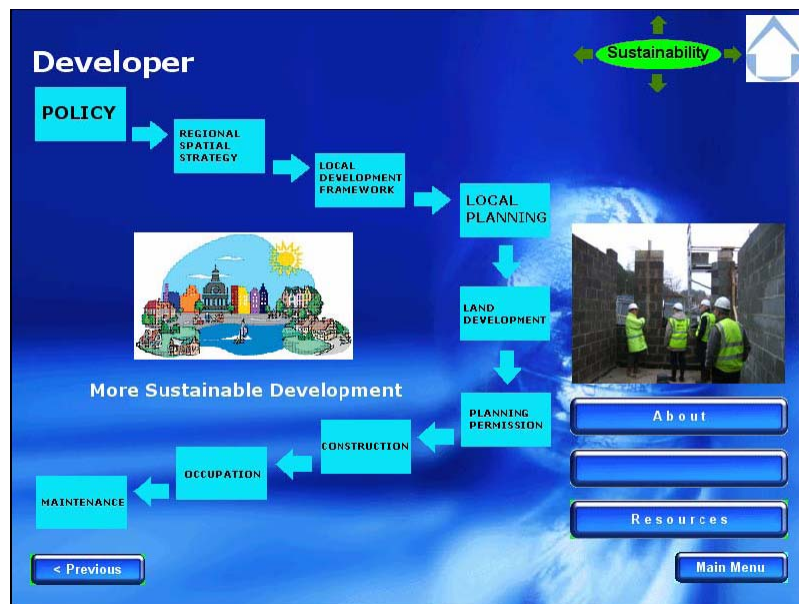 Developer
Sustainability
POLICY
REGIONAL
SPATIAL
STRATEGY
LOCAL
DEVELOPMENT
FRAMEWORK
LOCAL
PLANNING
LAND
DEVELOPMENT
More Sustainable Development
PLANNING
PERMISSION
CONSTRUCTION
OCCUPATION
MAINTENANCE
About
Resources
< Previous
Main Menu